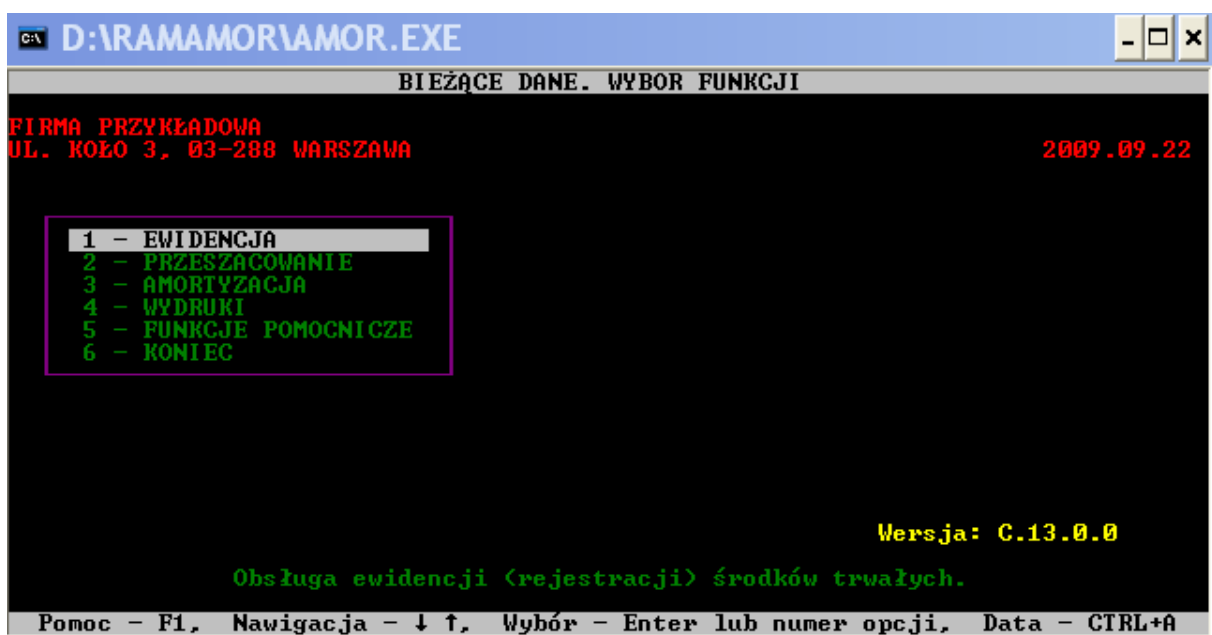 D:\RAMAMOR\AMOR.EXE
BIEŻĄCE DANE. WYBOR FUNKCJI
FIRMA PRZYKŁADOWA
UL. KOŁO 3, 03-288 WARSZAWA 2009.09.22
1 - EWIDENCJA
2 - PRZESZACOWANIE
3 - AMORTYZACJA
4 - WYDRUKI
5 - FUNKCJE POMOCNICZE
6 - KONIEC
Wersja: C.13.0.0
Obsługa ewidencji (rejestracji) środków trwałych.
Pomoc - F1, Nawigacja - ↓ ↑, Wybór - Enter lub numer opcji, Data - CTRL+A